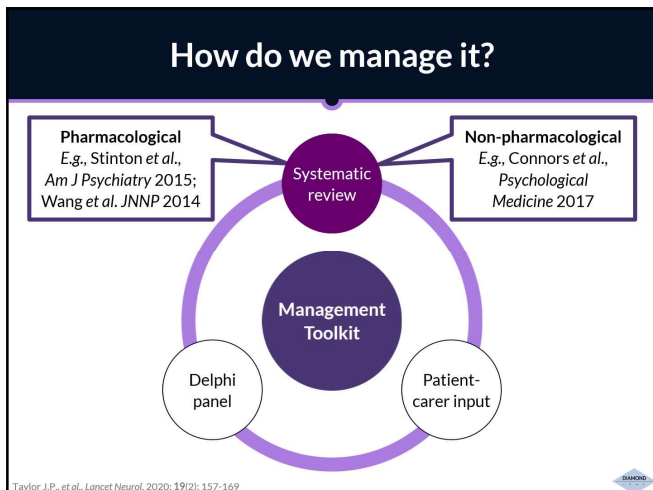 How do we manage it?
Pharmacological
E.g., Stinton et al.,
Am J Psychiatry 2015;
Wang et al. JNNP 2014
Non-pharmacological
E.g., Connors et al.,
Psychological
Medicine 2017
Systematic
review
Management
Toolkit
Delphi
panel
Patient-
carer input
Taylor J.P., et al., Lancet Neurol. 2020; 19(2): 157-169
DIAMOND